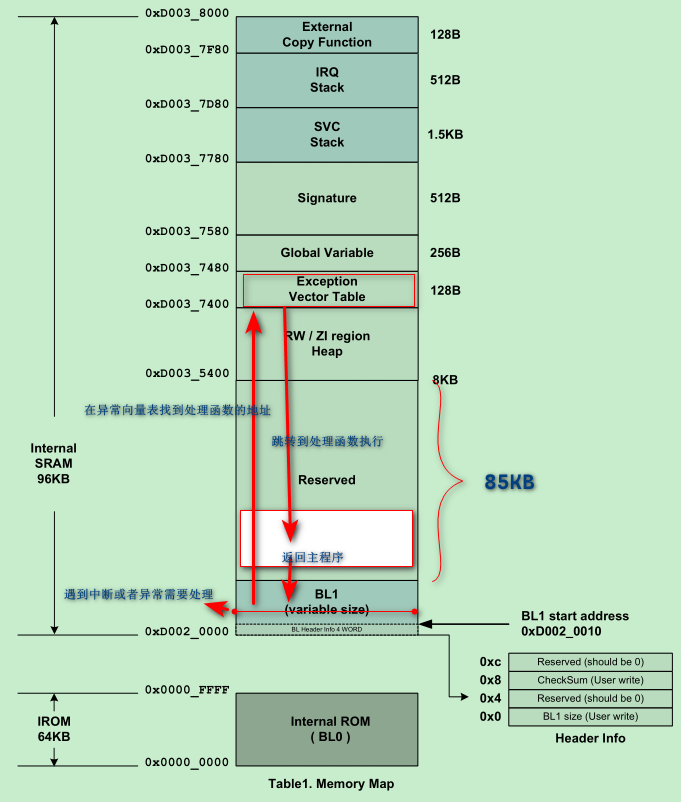 0xD003_8000
External
Copy Function
128B
0xD003_7F80
IRQ
Stack
512B
0xD003_7D80
SVC
Stack
1.5KB
0xD003_7780
Signature
512B
0xD003_7580
Global Variable
256B
0xD003_7480
Exception
Vector Table
128B
0xD003_7400
RW / ZI region
Heap
0xD003_5400
8KB
在异常向量表找到处理函数的地址
跳转到处理函数执行
Internal
SRAM
96KB
Reserved
85KB
返回主程序
遇到中断或者异常需要处理
BL1
(variable size)
BL Header Info 4 WORD
BL1 start address
0xD002_0010
0xD002_0000
0xc
Reserved (should be 0)
0x8
CheckSum (User write)
0x4
Reserved (should be 0)
0x0
BL1 size (User write)
Header Info
0x0000_FFFF
IROM
64KB
Internal ROM
( BL0 )
0x0000_0000
Table1. Memory Map